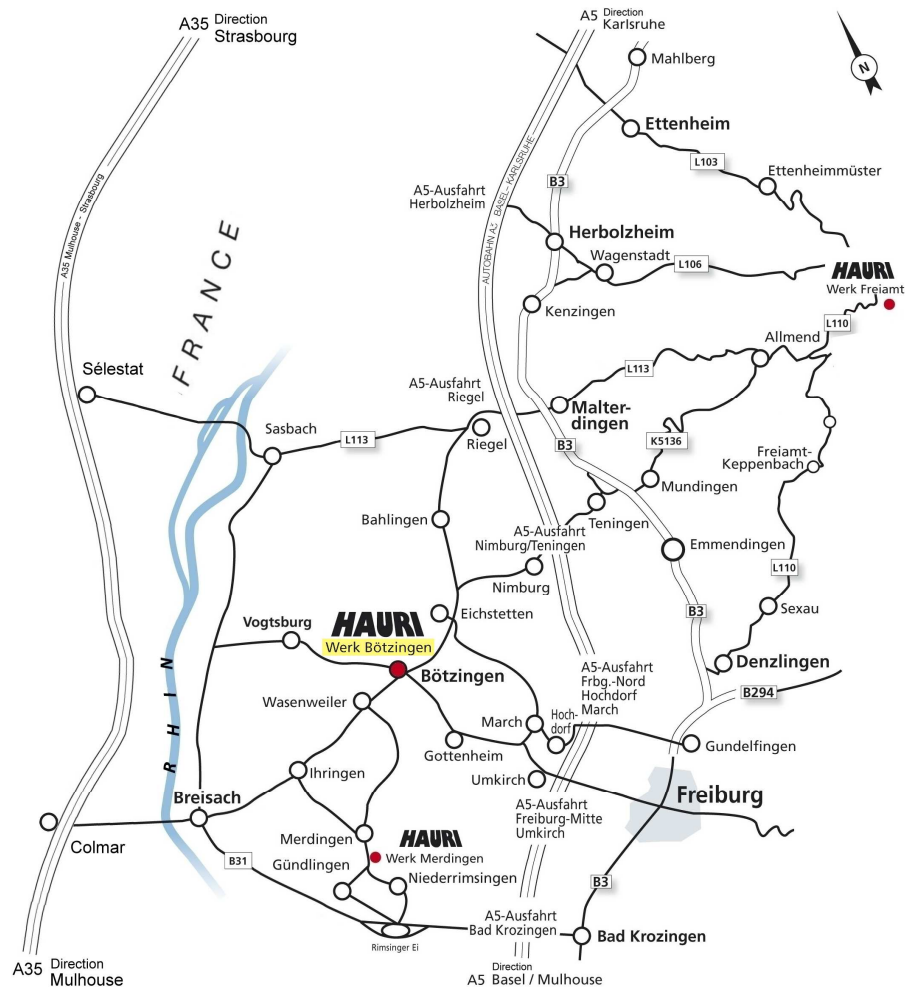 A35 Direction
Strasbourg
A5 Direction
Karlsruhe
Mahlberg
N
Ettenheim
L103
Ettenheimmüster
A35 Mulhouse - Strasbourg
AUTOBAHN A5 BASEL - KARLSRUHE
B3
A5-Ausfahrt
Herbolzheim
FRANCE
Herbolzheim
Wagenstadt
L106
HAURI
Werk Freiamt
Kenzingen
L110
Allmend
Sélestat
A5-Ausfahrt
Riegel
L113
Malter-
dingen
Sasbach
L113
Riegel
B3
K5136
Freiamt-
Keppenbach
Mundingen
Bahlingen
Teningen
A5-Ausfahrt
Nimburg/Teningen
Emmendingen
Nimburg
L110
Eichstetten
Sexau
B3
Vogtsburg
HAURI
Werk Bötzingen
Bötzingen
A5-Ausfahrt
Frbg.-Nord
Hochdorf
March
Denzlingen
B294
RHIN
Wasenweiler
March
Hoch-
dorf
Gundelfingen
Gottenheim
Ihringen
Umkirch
Breisach
Freiburg
A5-Ausfahrt
Freiburg-Mitte
Umkirch
Colmar
Merdingen
HAURI
Werk Merdingen
B31
Gündlingen
Niederrimsingen
B3
A5-Ausfahrt
Bad Krozingen
Bad Krozingen
Rimsinger Ei
A35 Direction
Mulhouse
Direction
A5 Basel / Mulhouse